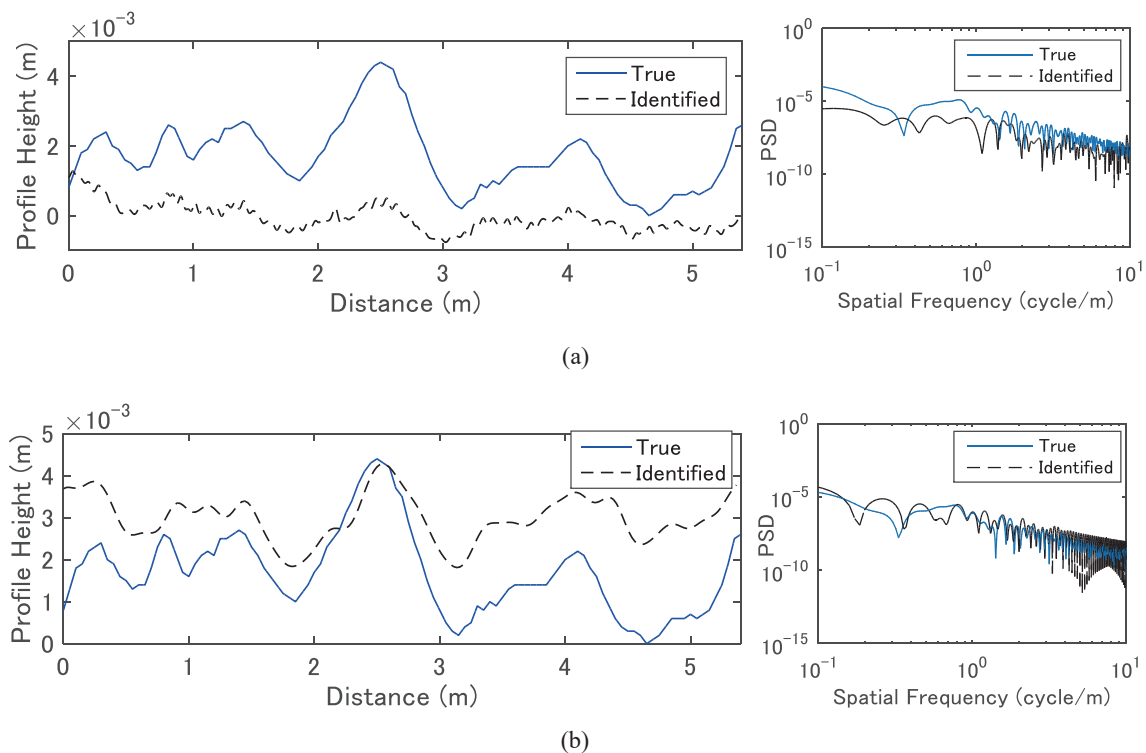 ×10⁻³
Profile Height (m)
4
2
0
True
Identified
0 1 2 3 4 5
Distance (m)
PSD
10⁰
10⁻⁵
10⁻¹⁰
10⁻¹⁵
True
Identified
10⁻¹ 10⁰ 10¹
Spatial Frequency (cycle/m)
(a)
×10⁻³
Profile Height (m)
5
4
3
2
1
0
True
Identified
0 1 2 3 4 5
Distance (m)
PSD
10⁰
10⁻⁵
10⁻¹⁰
10⁻¹⁵
True
Identified
10⁻¹ 10⁰ 10¹
Spatial Frequency (cycle/m)
(b)